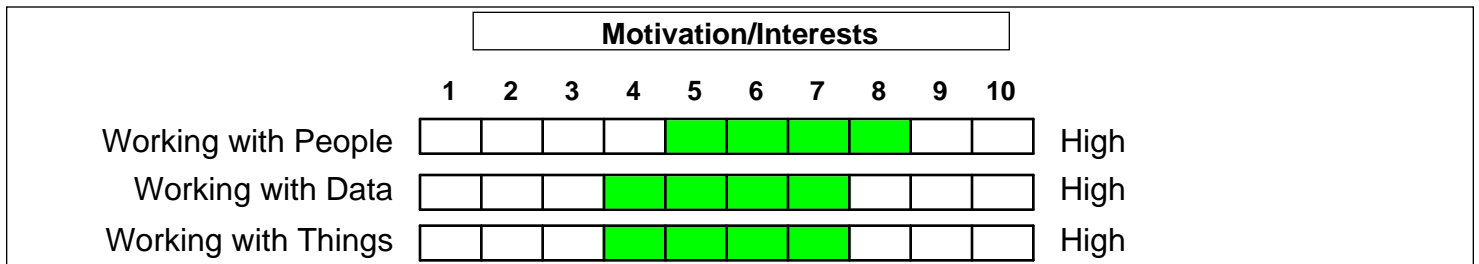 Motivation/Interests
1 2 3 4 5 6 7 8 9 10
Working with People High
Working with Data High
Working with Things High